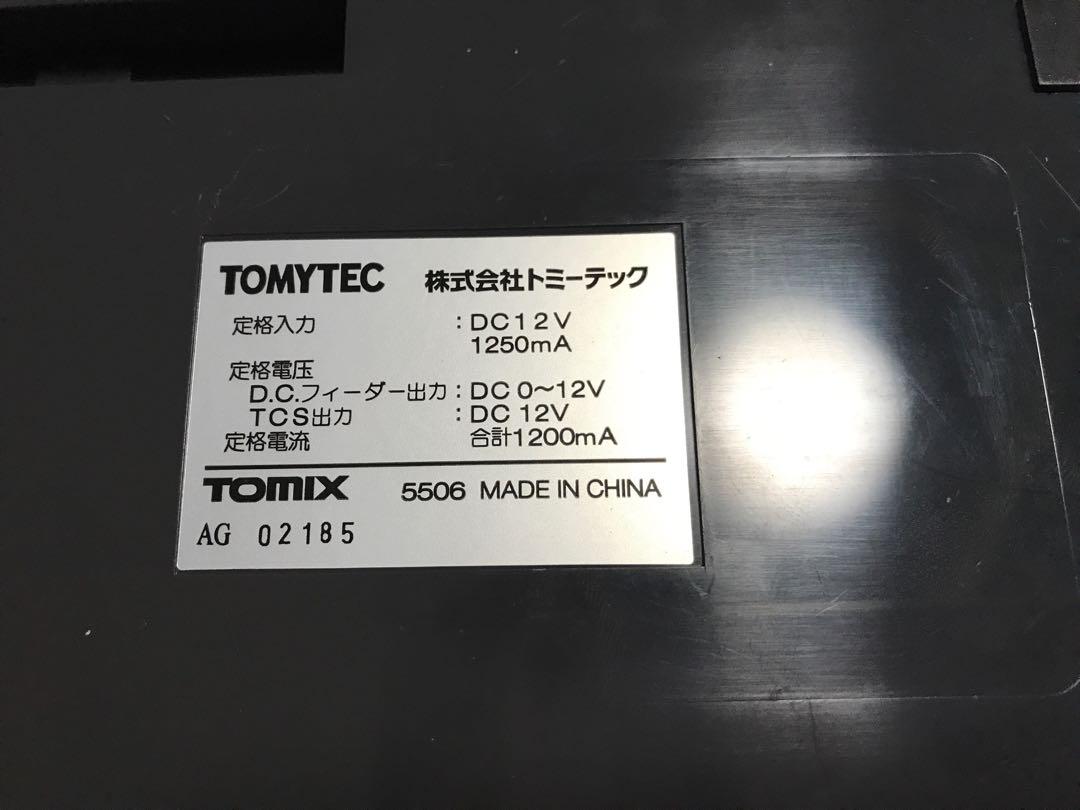 TOMYTEC 株式会社トミーテック
定格入力 : DC12V
1250mA
定格電圧
D.C.フィーダー出力 : DC 0〜12V
TCS出力 : DC 12V
定格電流 合計1200mA
TOMIX 5506 MADE IN CHINA
AG 02185